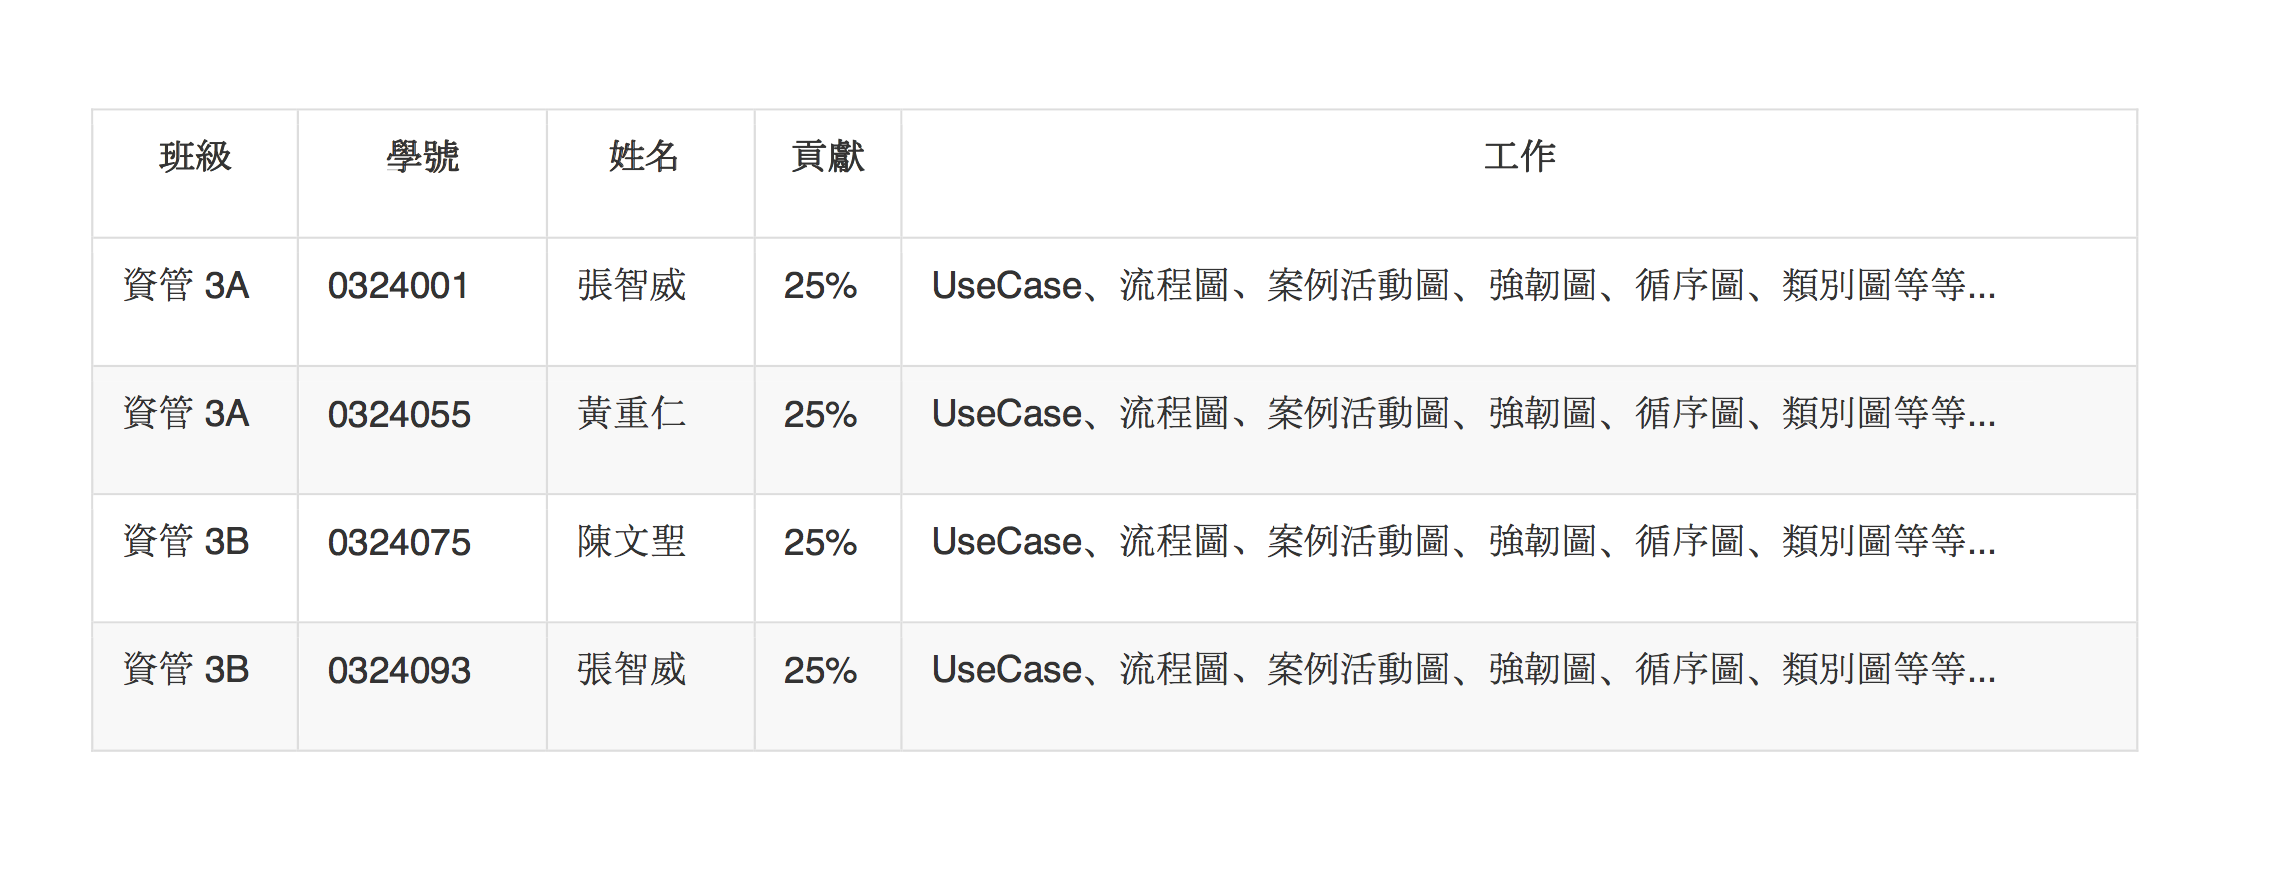 班級 學號 姓名 貢獻 工作
資管 3A 0324001 張智威 25% UseCase、流程圖、案例活動圖、強韌圖、循序圖、類別圖等等...
資管 3A 0324055 黃重仁 25% UseCase、流程圖、案例活動圖、強韌圖、循序圖、類別圖等等...
資管 3B 0324075 陳文聖 25% UseCase、流程圖、案例活動圖、強韌圖、循序圖、類別圖等等...
資管 3B 0324093 張智威 25% UseCase、流程圖、案例活動圖、強韌圖、循序圖、類別圖等等...